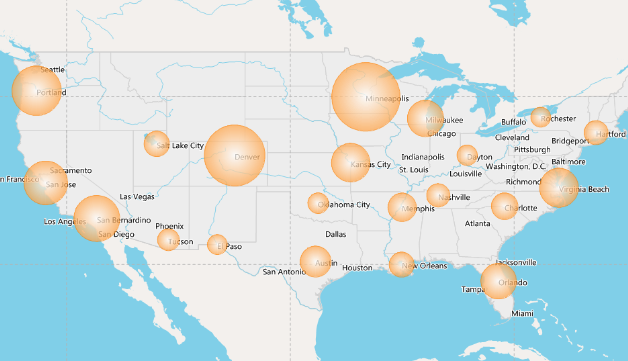 Seattle
Portland
Minneapolis
Milwaukee
Chicago
Buffalo
Rochester
Cleveland
Hartford
Bridgeport
Pittsburgh
Salt Lake City
Denver
Kansas City
Indianapolis
Dayton
Baltimore
Washington, D.C.
St. Louis
Louisville
Sacramento
n Francisco
San Jose
Richmond
Virginia Beach
Las Vegas
Oklahoma City
Nashville
Memphis
Charlotte
Los Angeles
San Bernardino
San Diego
Phoenix
Tucson
El Paso
Dallas
Atlanta
Austin
San Antonio
Houston
New Orleans
Jacksonville
Orlando
Tampa
Miami